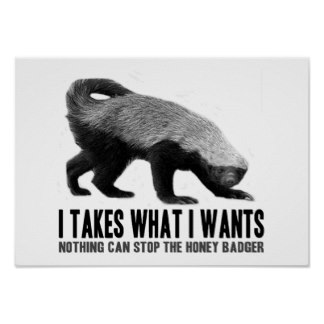 I TAKES WHAT I WANTS
NOTHING CAN STOP THE HONEY BADGER